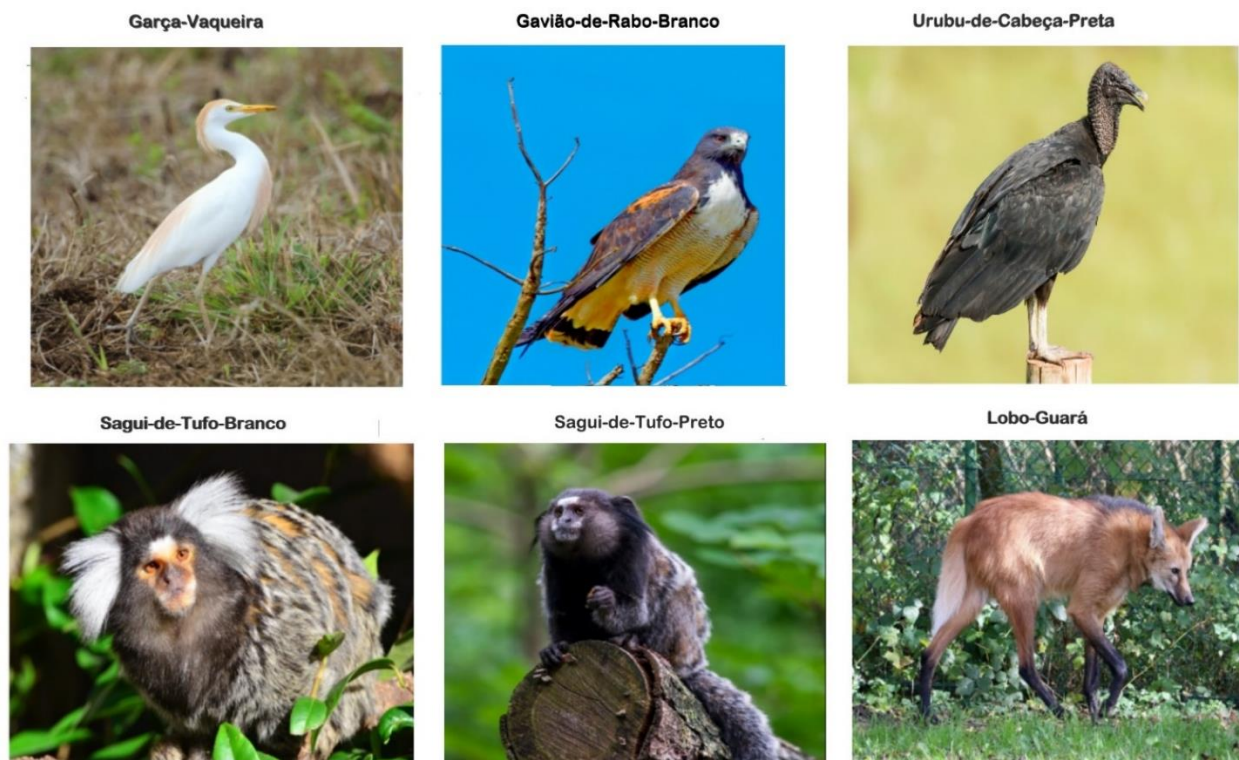 Garça-Vaqueira
Gavião-de-Rabo-Branco
Urubu-de-Cabeça-Preta
Sagui-de-Tufo-Branco
Sagui-de-Tufo-Preto
Lobo-Guará